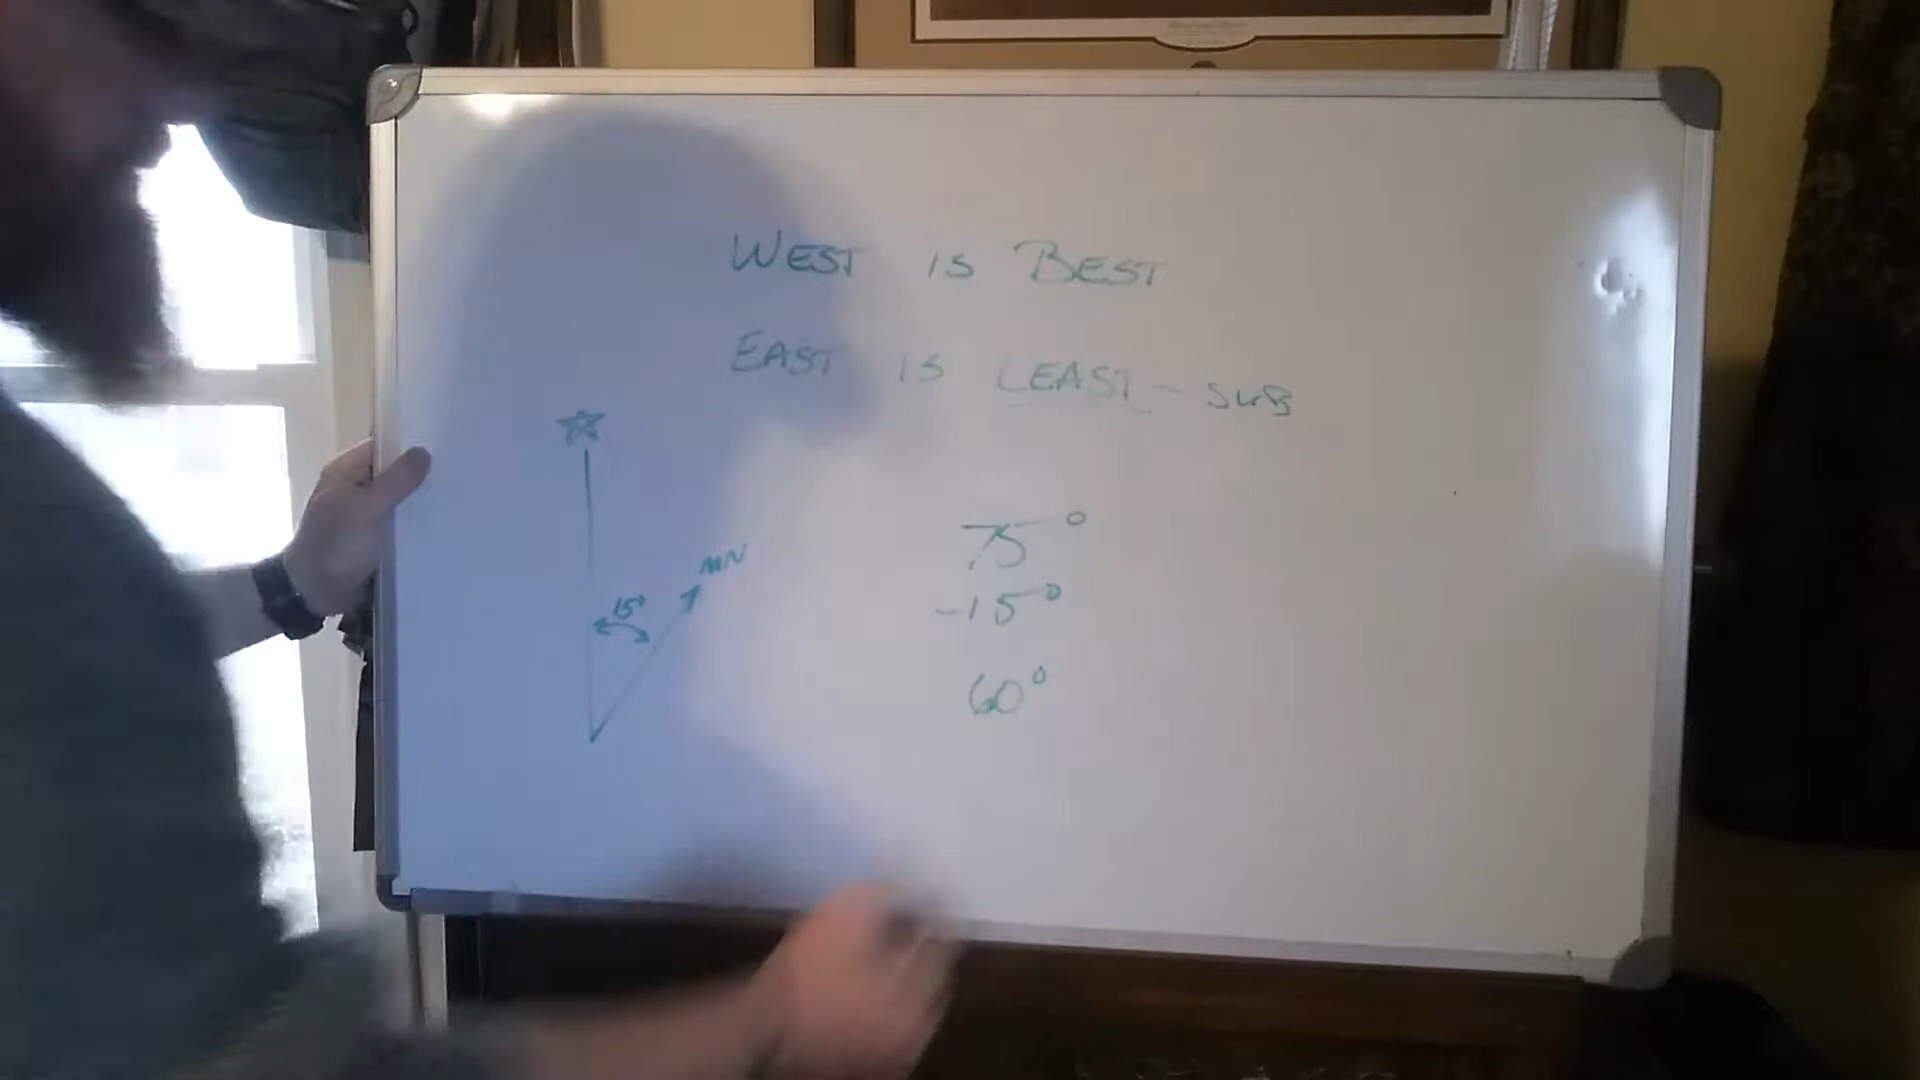 WEST IS BEST
EAST IS LEAST - SUB
MN
15°
75°
-15°
60°